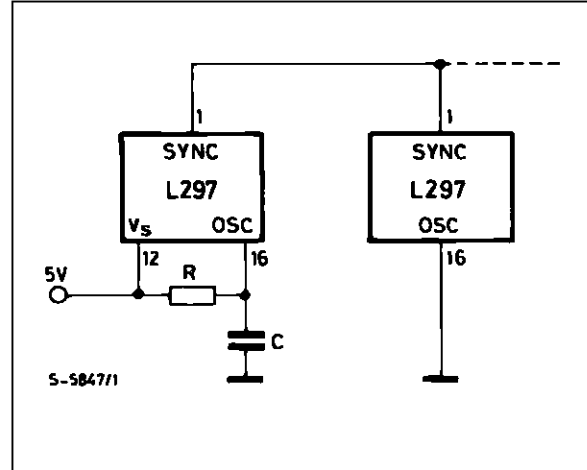 1 1
SYNC SYNC
L297 L297
Vs OSC OSC
12 16 16
5V R
C
S-5847/1